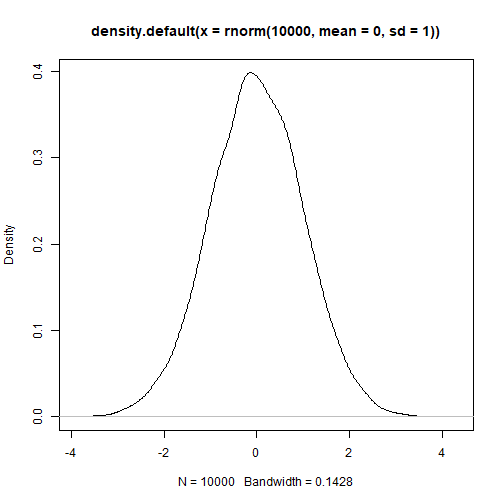 density.default(x = rnorm(10000, mean = 0, sd = 1))
Density
0.4
0.3
0.2
0.1
0.0
-4 -2 0 2 4
N = 10000 Bandwidth = 0.1428